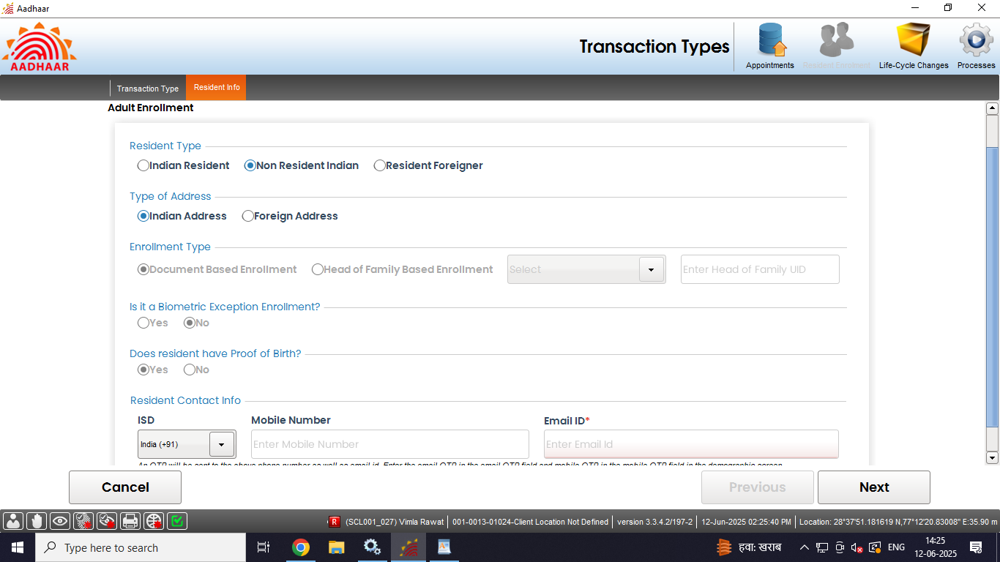 Aadhaar
AADHAAR
Transaction Types
Appointments
Resident Enrolment
Life-Cycle Changes
Processes
Transaction Type
Resident Info
Adult Enrollment
Resident Type
Indian Resident Non Resident Indian Resident Foreigner
Type of Address
Indian Address Foreign Address
Enrollment Type
Document Based Enrollment Head of Family Based Enrollment Select Enter Head of Family UID
Is it a Biometric Exception Enrollment?
Yes No
Does resident have Proof of Birth?
Yes No
Resident Contact Info
ISD Mobile Number Email ID*
India (+91) Enter Mobile Number Enter Email Id
An OTP will be sent to the above phone number as well as email id. Enter the email OTP in the email OTP field and mobile OTP in the mobile OTP field in the demographic screen
Cancel Previous Next
R (SCL001_027) Vimla Rawat 001-0013-01024-Client Location Not Defined version 3.3.4.2/197-2 12-Jun-2025 02:25:40 PM Location: 28°37'51.181619 N,77°12'20.83008" E:35.90 m
Type here to search
हवा: खराब
ENG
14:25
12-06-2025